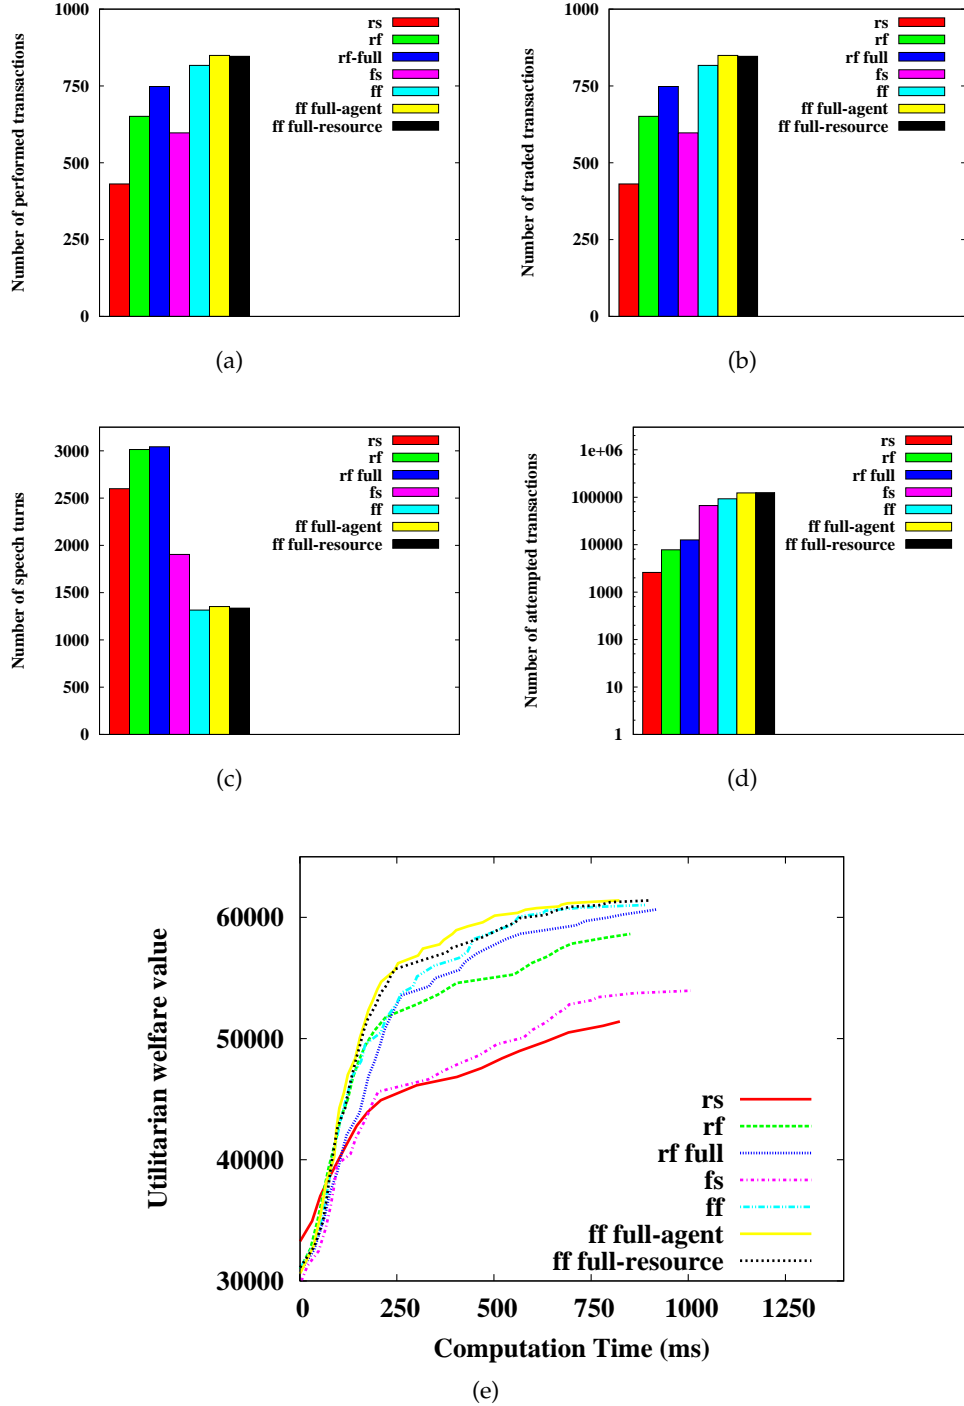 Number of performed transactions
1000
750
500
250
0
rs
rf
rf-full
fs
ff
ff full-agent
ff full-resource
(a)
Number of traded transactions
1000
750
500
250
0
rs
rf
rf full
fs
ff
ff full-agent
ff full-resource
(b)
Number of speech turns
3000
2500
2000
1500
1000
500
0
rs
rf
rf full
fs
ff
ff full-agent
ff full-resource
(c)
Number of attempted transactions
1e+06
100000
10000
1000
100
10
1
rs
rf
rf full
fs
ff
ff full-agent
ff full-resource
(d)
Utilitarian welfare value
60000
50000
40000
30000
rs
rf
rf full
fs
ff
ff full-agent
ff full-resource
0 250 500 750 1000 1250
Computation Time (ms)
(e)